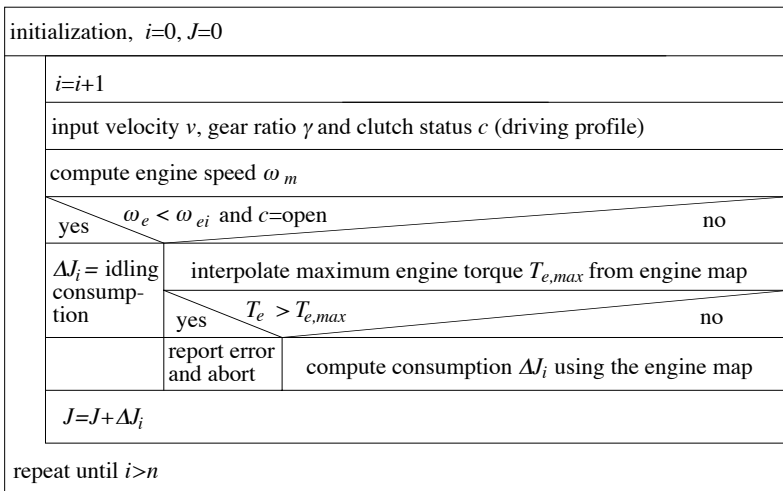 initialization, i=0, J=0
i=i+1
input velocity v, gear ratio γ and clutch status c (driving profile)
compute engine speed ω m
yes ω e < ω ei and c=open no
ΔJi = idling
consump-
tion
interpolate maximum engine torque Te,max from engine map
yes Te > Te,max no
report error
and abort
compute consumption ΔJi using the engine map
J=J+ΔJi
repeat until i>n